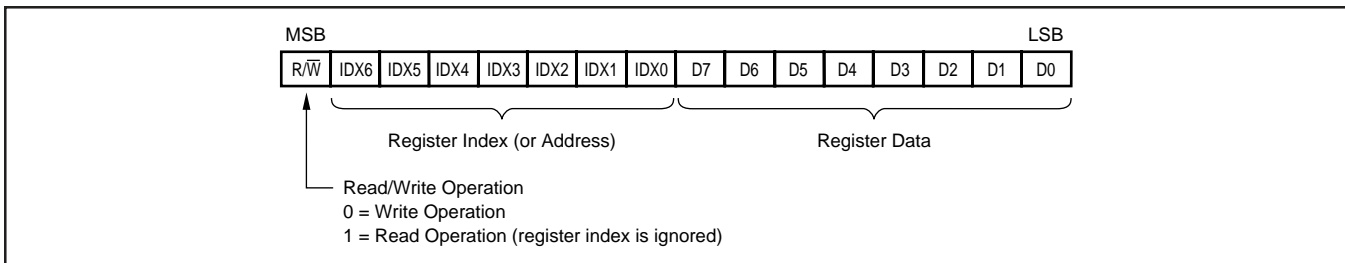 MSB LSB
R/W̅ IDX6 IDX5 IDX4 IDX3 IDX2 IDX1 IDX0 D7 D6 D5 D4 D3 D2 D1 D0
Register Index (or Address) Register Data
Read/Write Operation
0 = Write Operation
1 = Read Operation (register index is ignored)